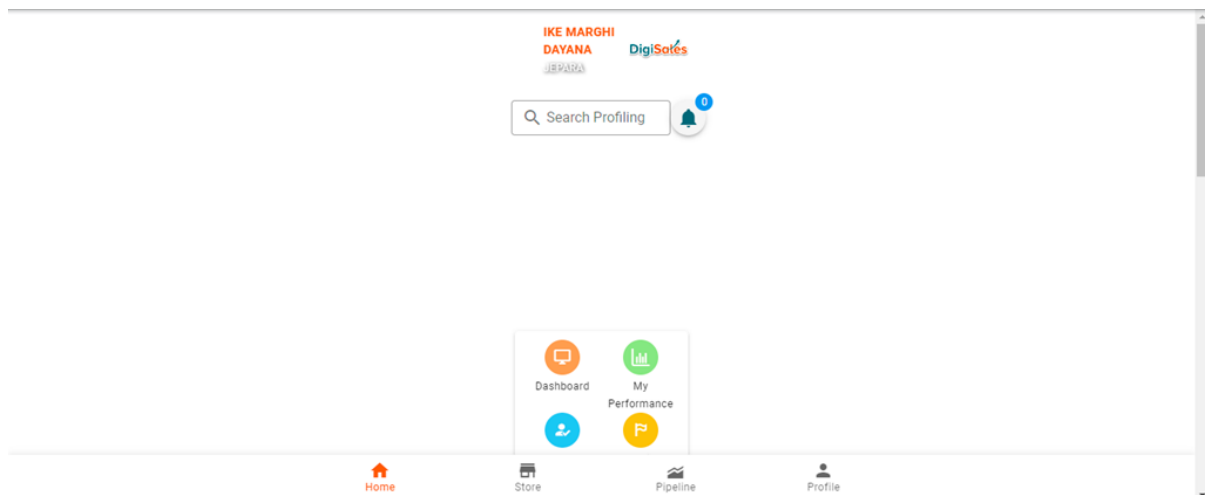 IKE MARGHI
DAYANA
JEPARA
DigiSales
Search Profiling
0
Dashboard
My
Performance
Home
Store
Pipeline
Profile